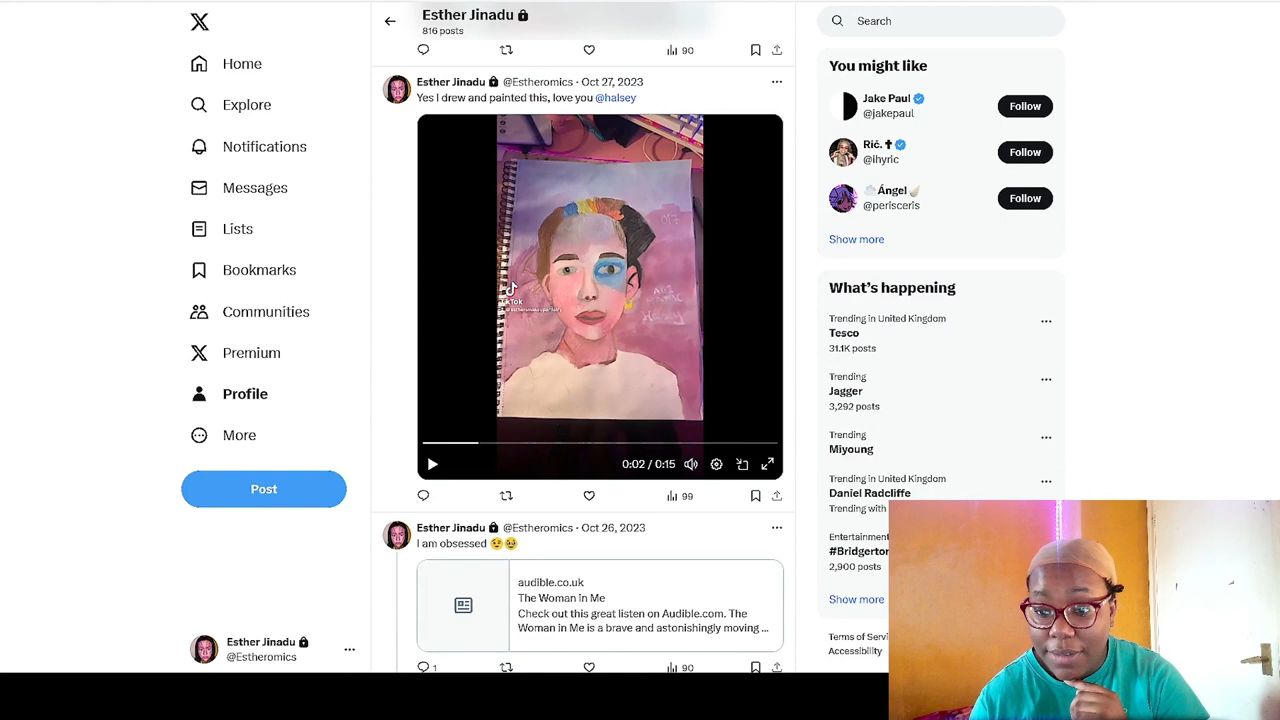 Home
Explore
Notifications
Messages
Lists
Bookmarks
Communities
Premium
Profile
More
Post
Esther Jinadu
@Estheromics
Esther Jinadu
816 posts
90
Esther Jinadu @Estheromics · Oct 27, 2023
Yes I drew and painted this, love you @halsey
0:02 / 0:15
99
Esther Jinadu @Estheromics · Oct 26, 2023
I am obsessed
audible.co.uk
The Woman in Me
Check out this great listen on Audible.com. The
Woman in Me is a brave and astonishingly moving ...
1
90
Search
You might like
Jake Paul
@jakepaul
Follow
Ric.
@ihyric
Follow
Ángel
@perisceris
Follow
Show more
What's happening
Trending in United Kingdom
Tesco
31.1K posts
Trending
Jagger
3,292 posts
Trending
Miyoung
Trending in United Kingdom
Daniel Radcliffe
Trending with
Entertainment
#Bridgerton
2,900 posts
Show more
Terms of Servi
Accessibility